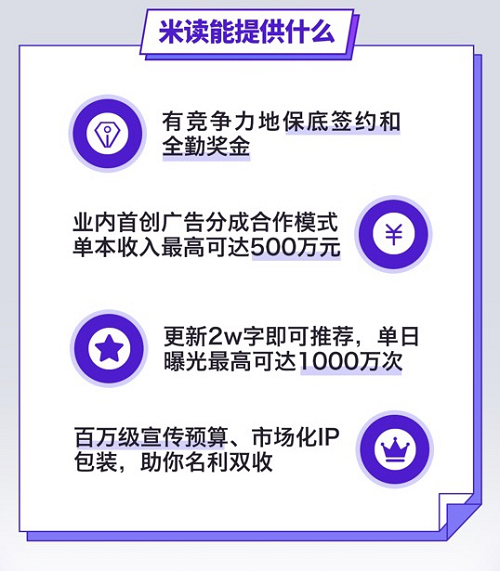 米读能提供什么
有竞争力地保底签约和
全勤奖金
业内首创广告分成合作模式
单本收入最高可达500万元
¥
更新2w字即可推荐，单日
曝光最高可达1000万次
百万级宣传预算、市场化IP
包装，助你名利双收